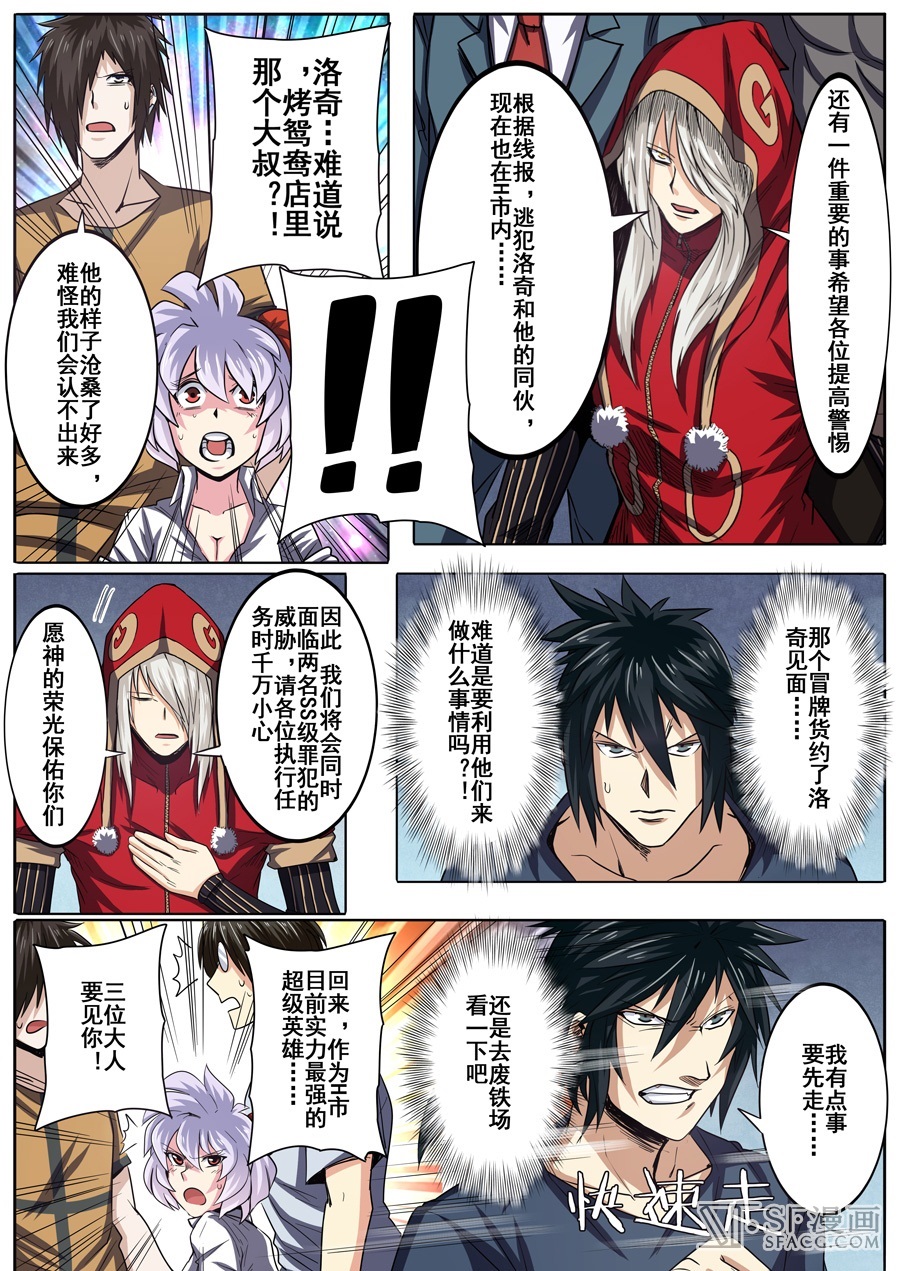 还有一件重要的事希望各位提高警惕
根据线报，逃犯洛奇和他的同伙，
现在也在H市内……
洛奇…难道说
，烤鸳鸯店里
那个大叔？！
!!
他的样子沧桑了好多，
难怪我们会认不出来
那个冒牌货约了洛
奇见面……
难道是要利用他们来
做什么事情吗？！
因此，我们将会同时
面临两名SS级罪犯的
威胁，请各位执行任
务时千万小心
愿神的荣光保佑你们
我有点事
要先走……
还是去废铁场
看一下吧
快速走
回来，作为H市
目前实力最强的
超级英雄……
三位大人
要见你！
SF漫画
SFACG.COM